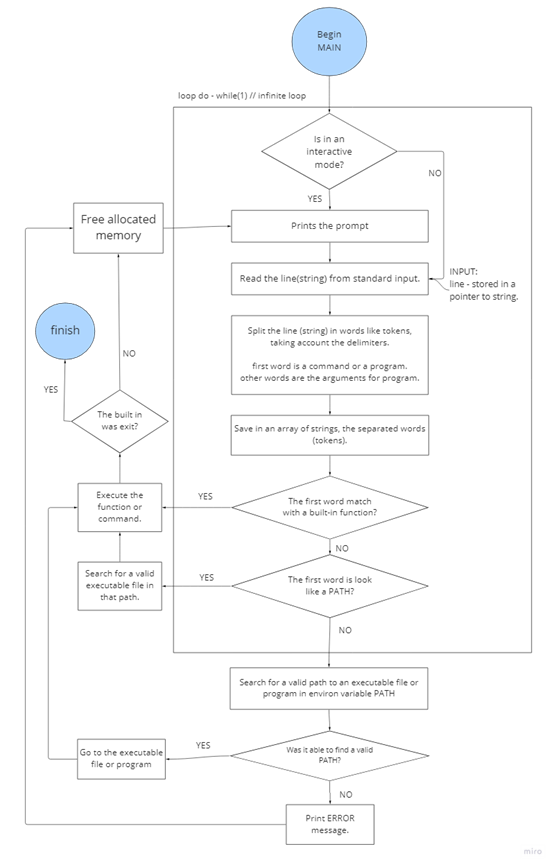 Begin
MAIN
loop do - while(1) // infinite loop
Is in an
interactive
mode?
NO
YES
Free allocated
memory
Prints the prompt
Read the line(string) from standard input.
INPUT:
line - stored in a
pointer to string.
finish
Split the line (string) in words like tokens,
taking account the delimiters.
first word is a command or a program.
other words are the arguments for program.
NO
YES
The built in
was exit?
Save in an array of strings, the separated words
(tokens).
Execute the
function or
command.
YES
The first word match
with a built-in function?
NO
Search for a valid
executable file in
that path.
YES
The first word is look
like a PATH?
NO
Search for a valid path to an executable file or
program in environ variable PATH
Go to the executable
file or program
YES
Was it able to find a valid
PATH?
NO
Print ERROR
message.
miro